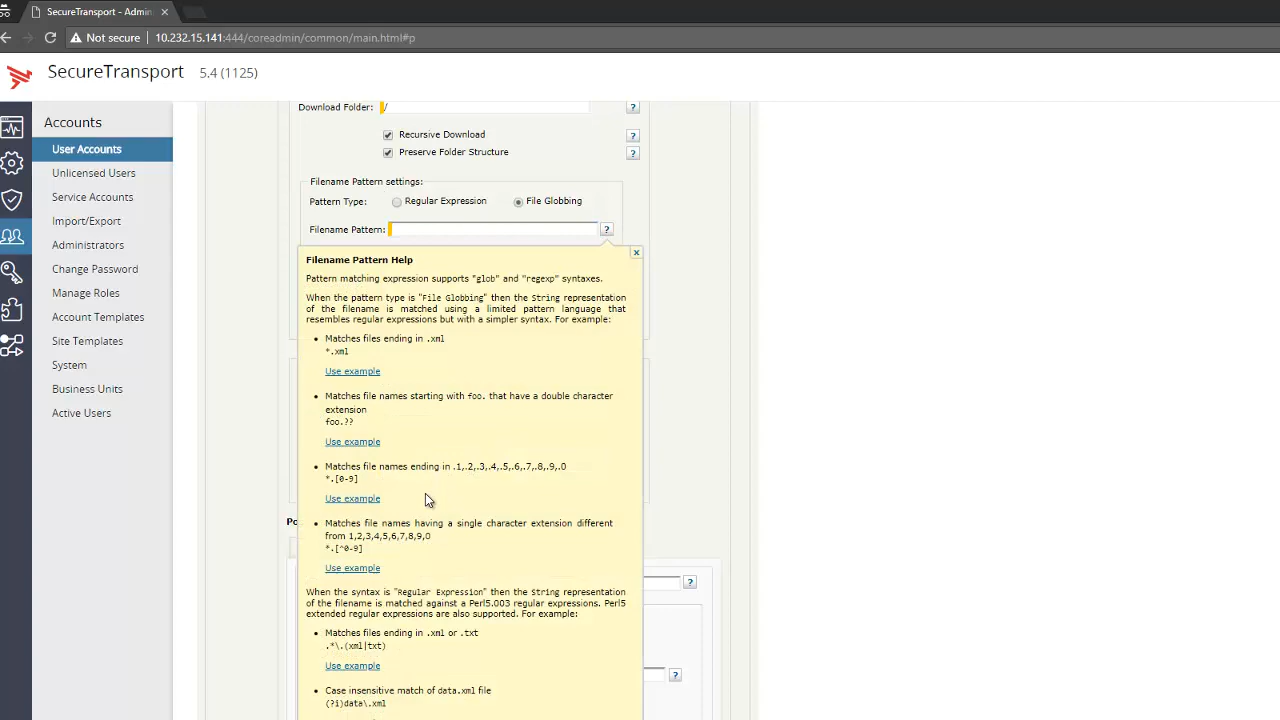 SecureTransport - Admin
Not secure
10.232.15.141:444/coreadmin/common/main.html#p
SecureTransport 5.4 (1125)
Accounts
User Accounts
Unlicensed Users
Service Accounts
Import/Export
Administrators
Change Password
Manage Roles
Account Templates
Site Templates
System
Business Units
Active Users
Download Folder: /
?
Recursive Download
?
Preserve Folder Structure
?
Filename Pattern settings:
Pattern Type: Regular Expression File Globbing
Filename Pattern:
?
Filename Pattern Help
Pattern matching expression supports "glob" and "regexp" syntaxes.
When the pattern type is "File Globbing" then the String representation
of the filename is matched using a limited pattern language that
resembles regular expressions but with a simpler syntax. For example:
Matches files ending in .xml
*.xml
Use example
Matches file names starting with foo. that have a double character
extension
foo.??
Use example
Matches file names ending in .1,.2,.3,.4,.5,.6,.7,.8,.9,.0
*.[0-9]
Use example
Matches file names having a single character extension different
from 1,2,3,4,5,6,7,8,9,0
*.[^0-9]
Use example
When the syntax is "Regular Expression" then the String representation
of the filename is matched against a Perl5.003 regular expressions. Perl5
extended regular expressions are also supported. For example:
Matches files ending in .xml or .txt
.*\.(xml|txt)
Use example
Case insensitive match of data.xml file
(?i)data\.xml
Po
?
?